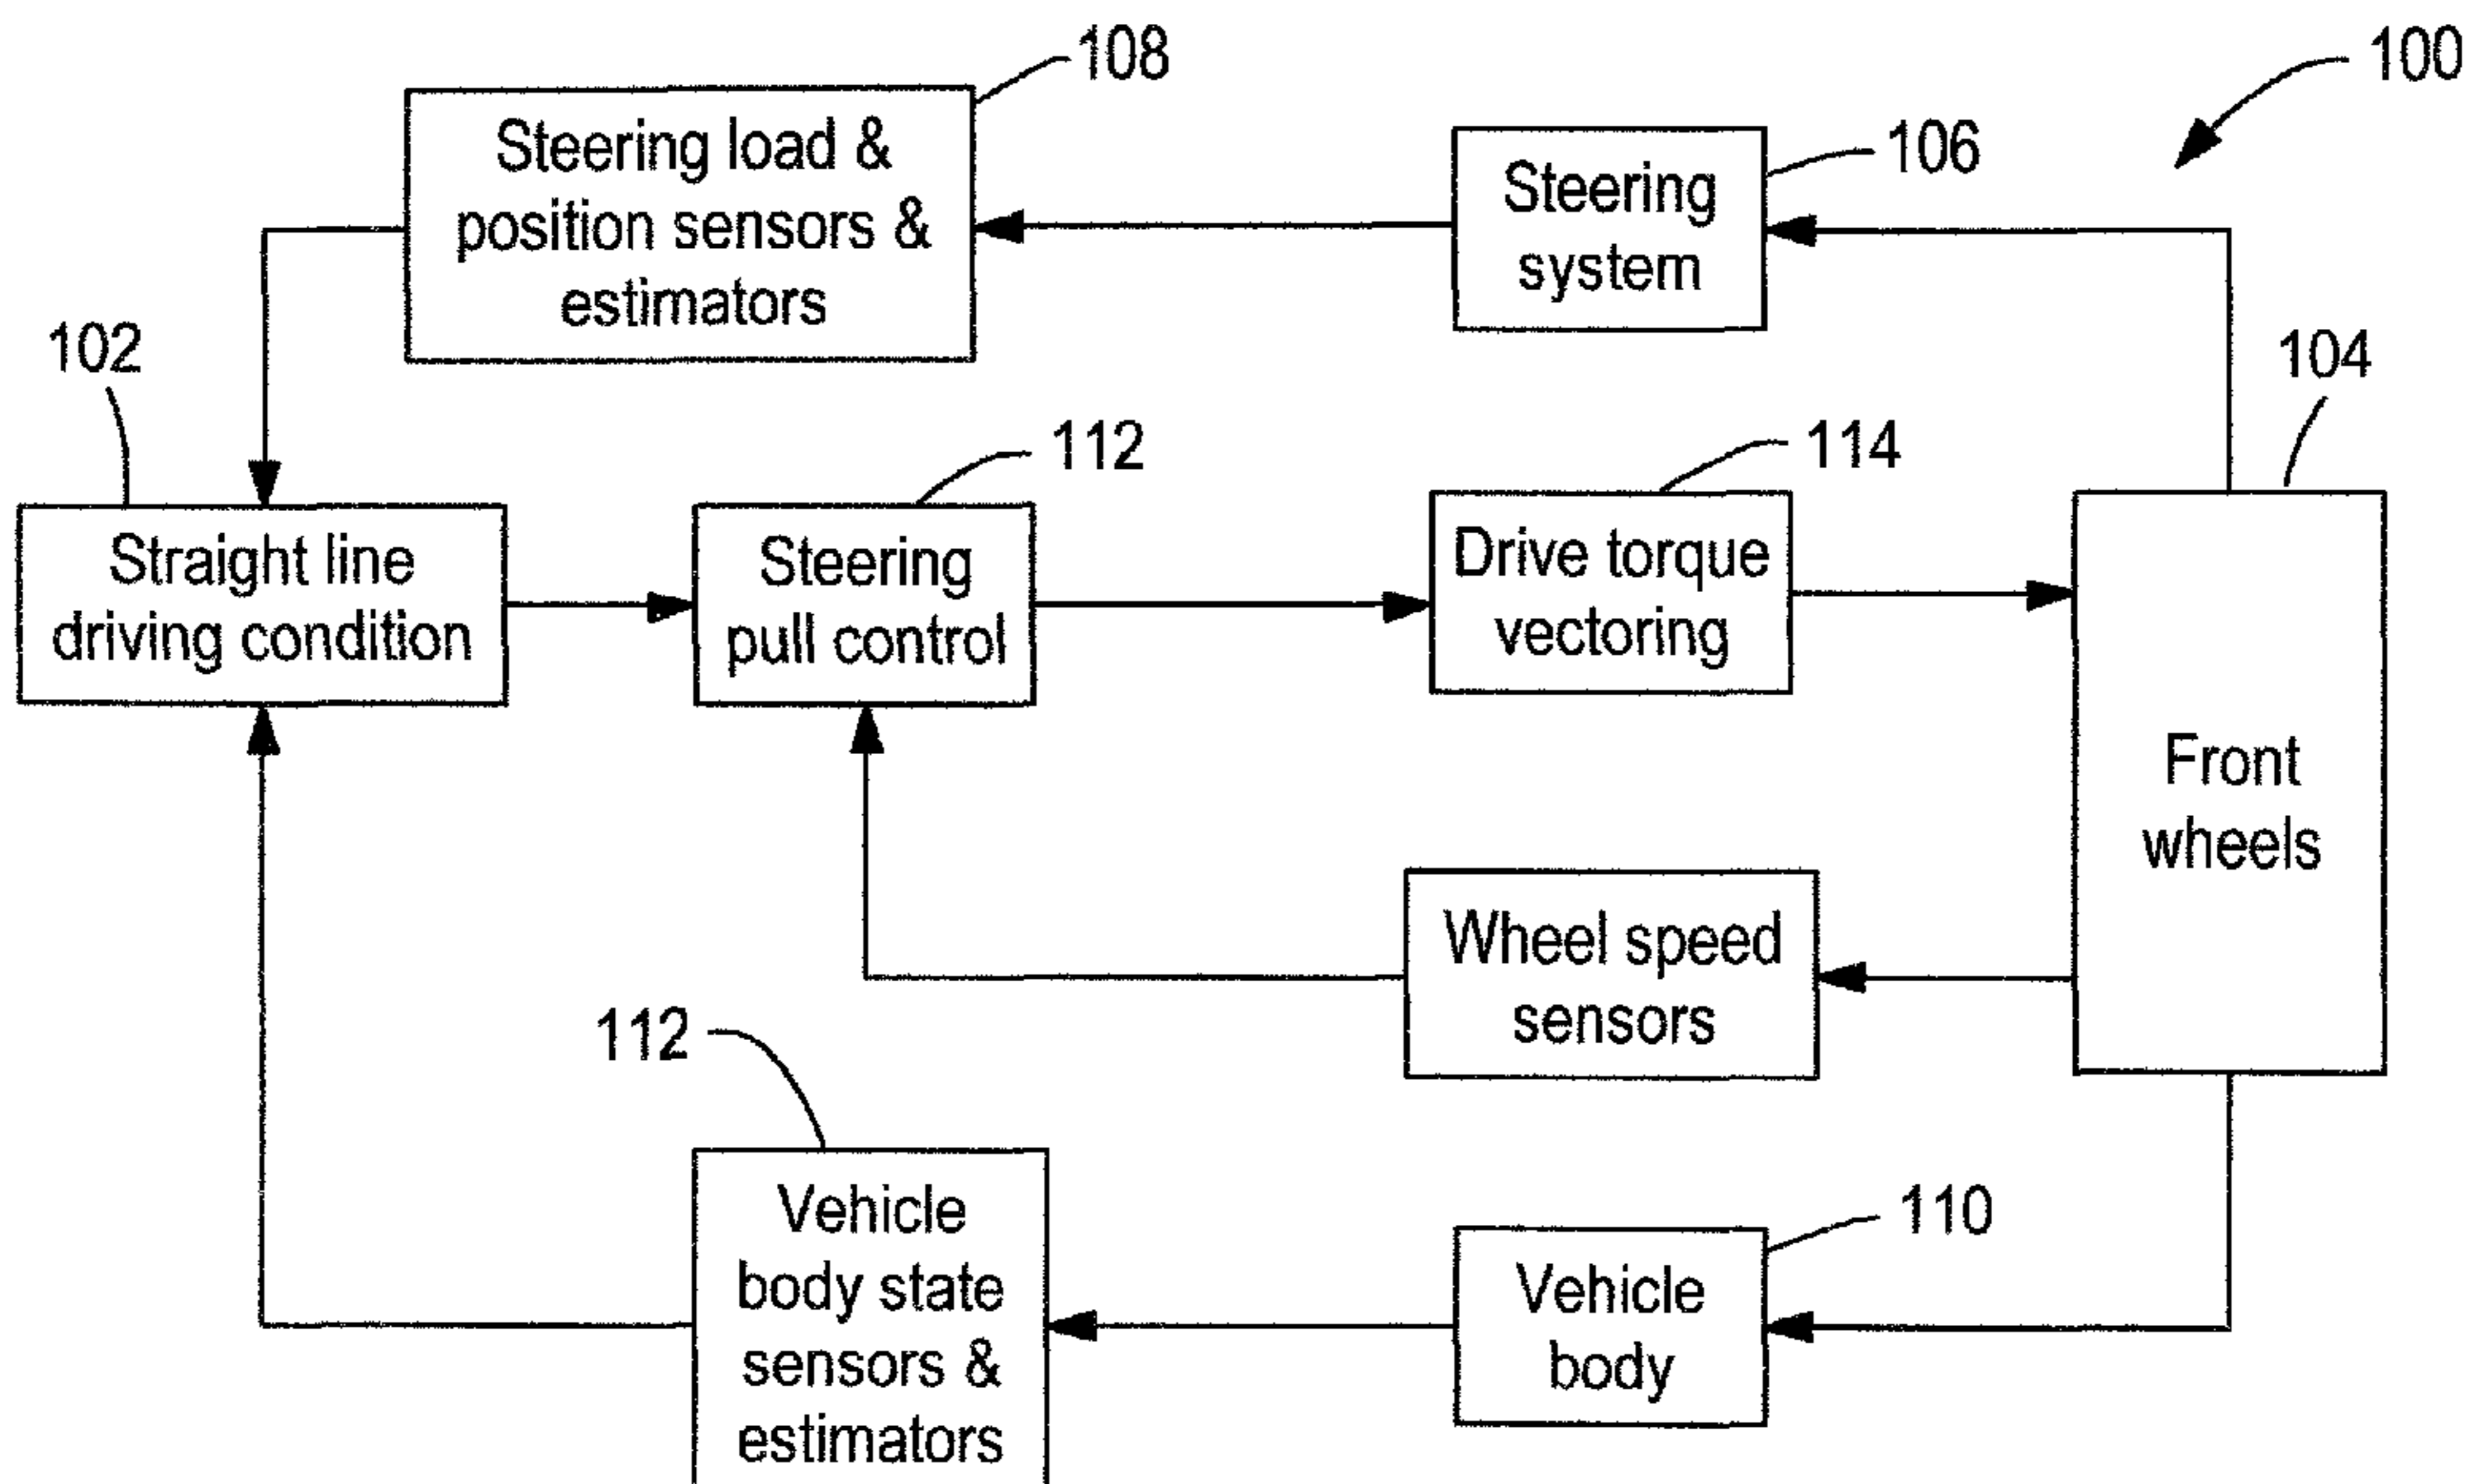 108
100
Steering load &
position sensors &
estimators
106
Steering
system
102
104
112
114
Straight line
driving condition
Steering
pull control
Drive torque
vectoring
Front
wheels
Wheel speed
sensors
112
Vehicle
body state
sensors &
estimators
110
Vehicle
body